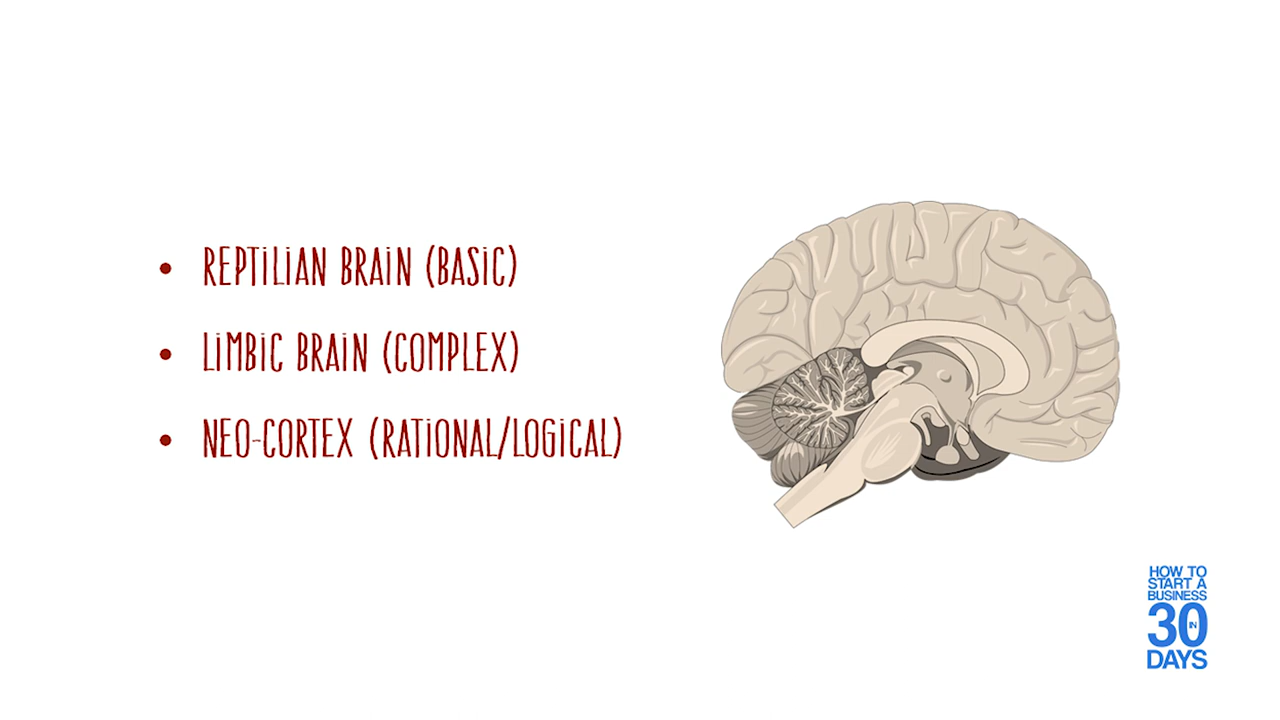 • REPTILIAN BRAIN (BASIC)
• LIMBIC BRAIN (COMPLEX)
• NEO-CORTEX (RATIONAL/LOGICAL)
HOW TO
START A
BUSINESS
30
IN
DAYS